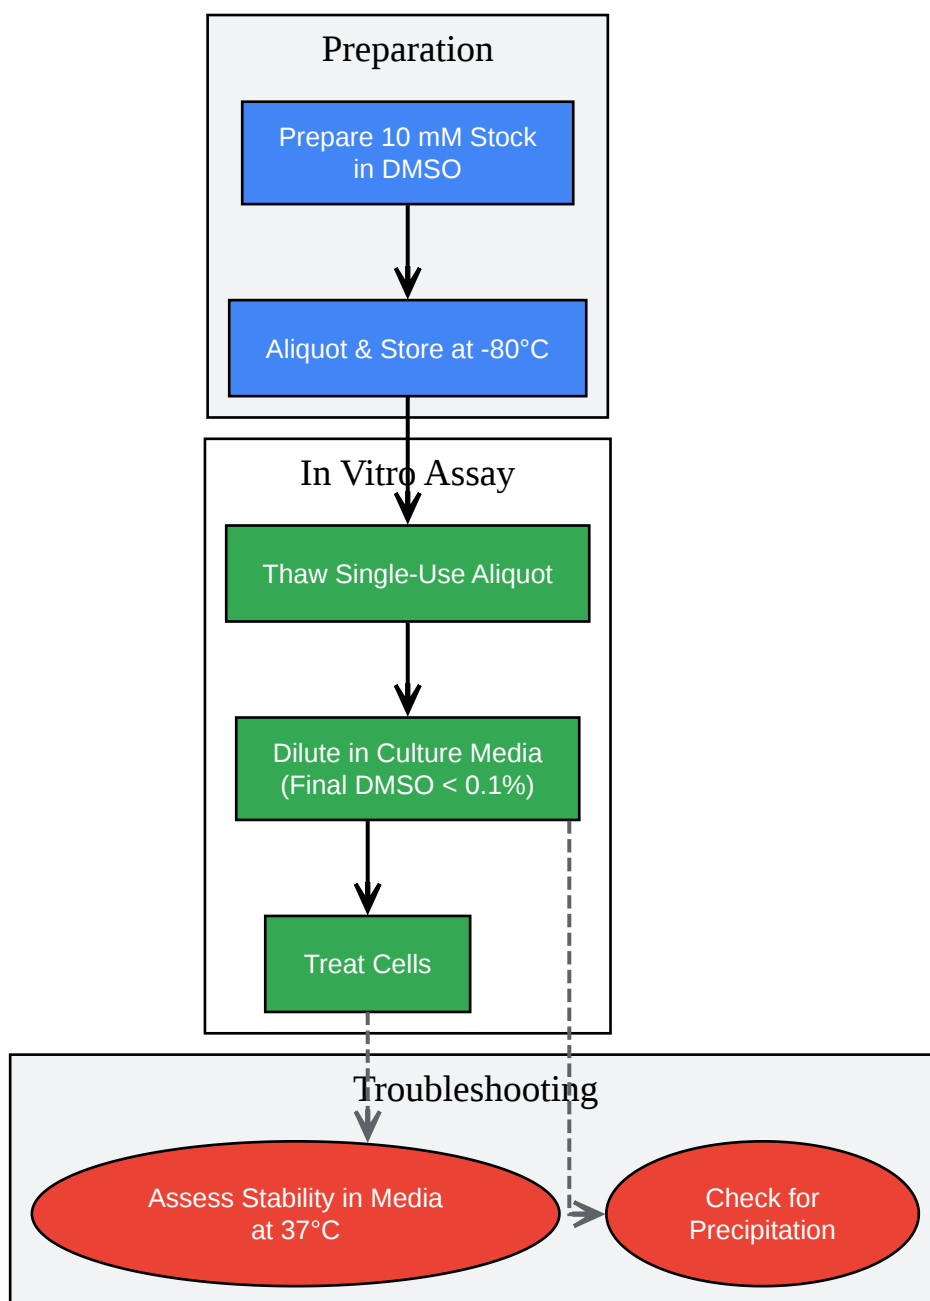 Preparation
Prepare 10 mM Stock
in DMSO
Aliquot & Store at -80°C
In Vitro Assay
Thaw Single-Use Aliquot
Dilute in Culture Media
(Final DMSO < 0.1%)
Treat Cells
Troubleshooting
Assess Stability in Media
at 37°C
Check for
Precipitation